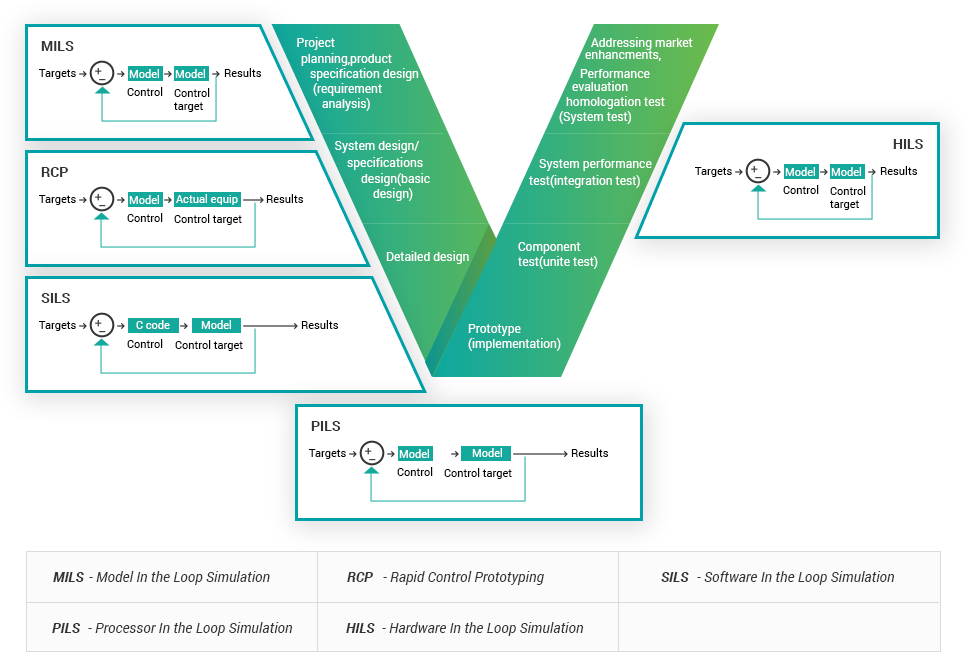 MILS
Targets
+
−
Model
Model
Results
Control
Control
target
RCP
Targets
+
−
Model
Actual equip
Results
Control
Control target
SILS
Targets
+
−
C code
Model
Results
Control
Control target
Project
planning,product
specification design
(requirement
analysis)
System design/
specifications
design(basic
design)
Detailed design
Addressing market
enhancments,
Performance
evaluation
homologation test
(System test)
System performance
test(integration test)
Component
test(unite test)
Prototype
(implementation)
HILS
Targets
+
−
Model
Model
Results
Control
Control
target
PILS
Targets
+
−
Model
Model
Results
Control
Control target
MILS - Model In the Loop Simulation
RCP - Rapid Control Prototyping
SILS - Software In the Loop Simulation
PILS - Processor In the Loop Simulation
HILS - Hardware In the Loop Simulation